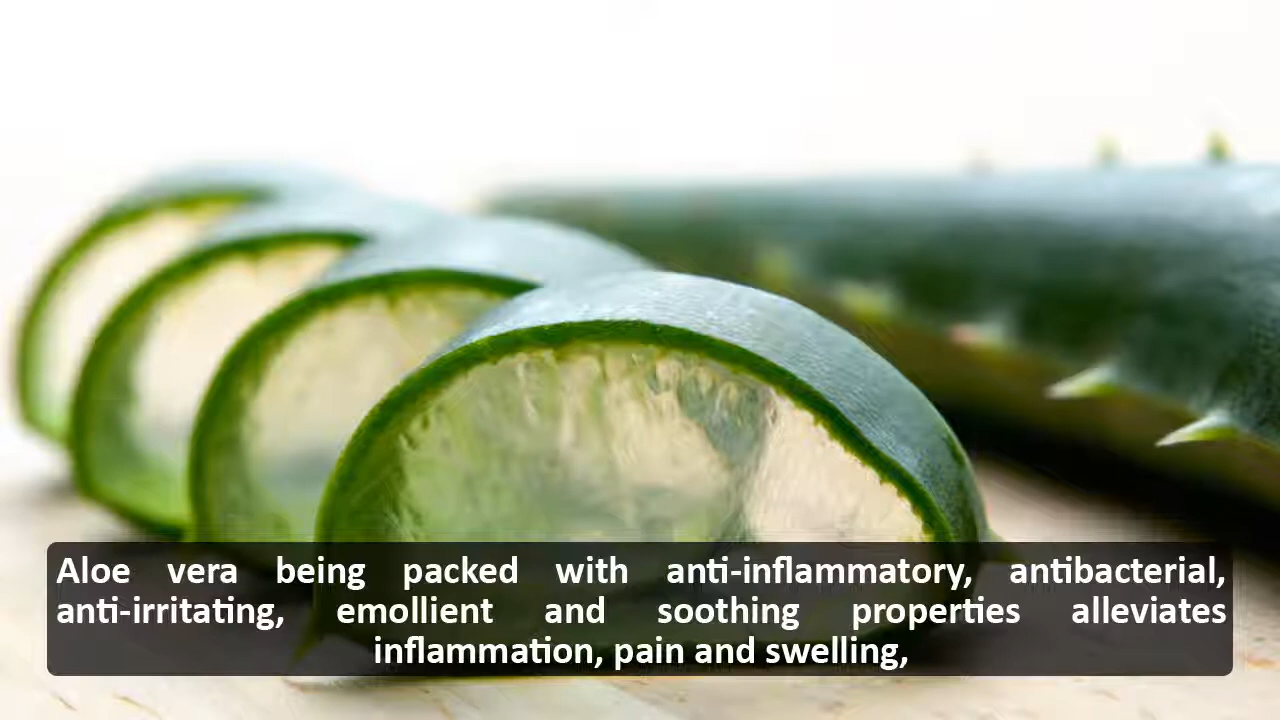 Aloe vera being packed with anti-inflammatory, antibacterial,
anti-irritating, emollient and soothing properties alleviates
inflammation, pain and swelling,